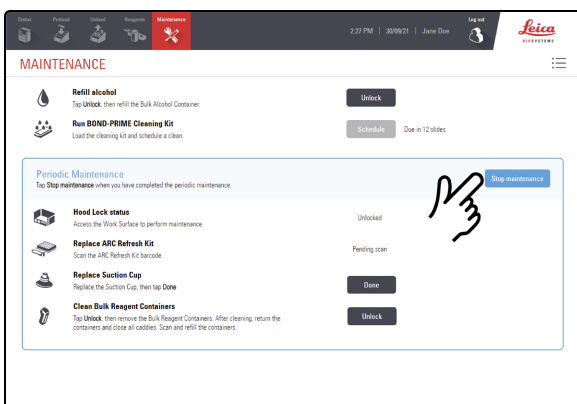 Status Preload Unload Reagents Maintenance
2:27 PM | 30/09/21 | Jane Doe
Log out
Leica
BIOSYSTEMS
MAINTENANCE
Refill alcohol
Tap Unlock, then refill the Bulk Alcohol Container.
Unlock
Run BOND-PRIME Cleaning Kit
Load the cleaning kit and schedule a clean.
Schedule
Due in 12 slides
Periodic Maintenance
Tap Stop maintenance when you have completed the periodic maintenance.
Stop maintenance
Hood Lock status
Access the Work Surface to perform maintenance.
Unlocked
Replace ARC Refresh Kit
Scan the ARC Refresh Kit barcode.
Pending scan
Replace Suction Cup
Replace the Suction Cup, then tap Done
Done
Clean Bulk Reagent Containers
Tap Unlock, then remove the Bulk Reagent Containers. After cleaning, return the
containers and close all caddies. Scan and refill the containers.
Unlock